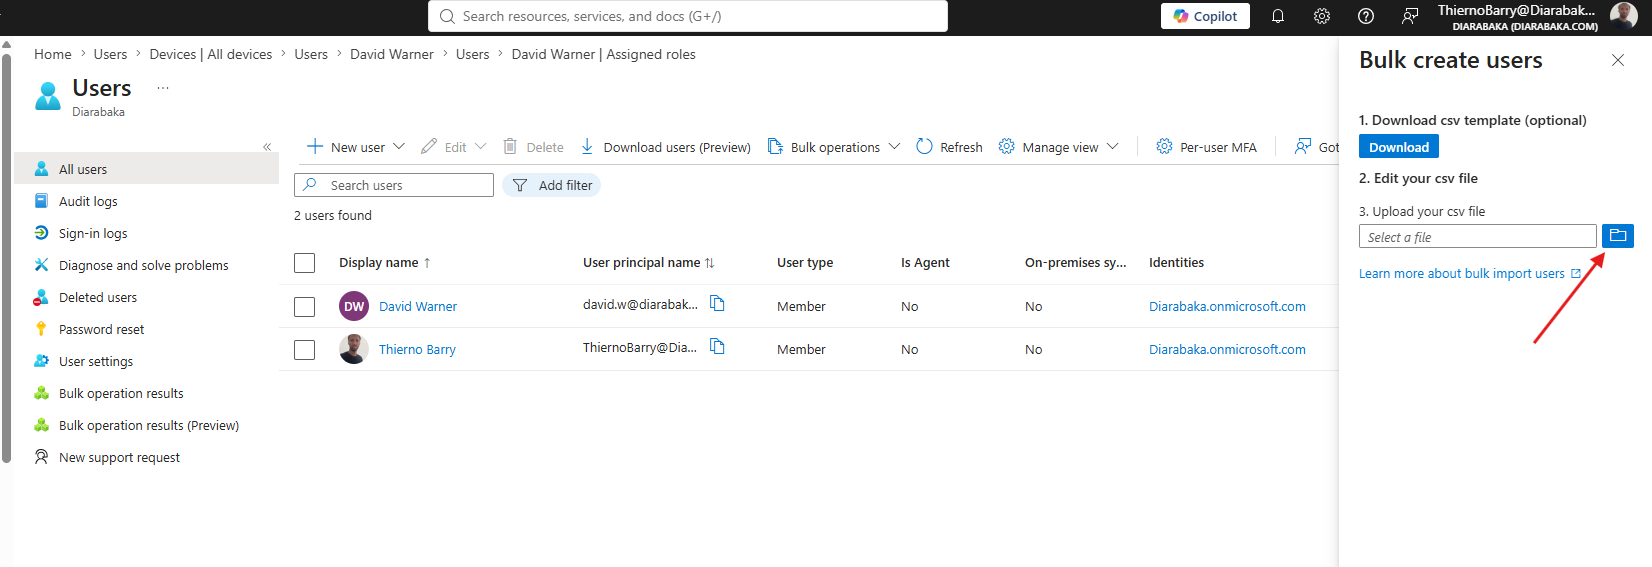 Search resources, services, and docs (G+/)
Copilot
ThiernoBarry@Diarabak...
DIARABAKA (DIARABAKA.COM)
Home > Users > Devices | All devices > Users > David Warner > Users > David Warner | Assigned roles
Users ...
Diarabaka
«
All users
Audit logs
Sign-in logs
Diagnose and solve problems
Deleted users
Password reset
User settings
Bulk operation results
Bulk operation results (Preview)
New support request
New user Edit Delete Download users (Preview) Bulk operations Refresh Manage view Per-user MFA Got
Search users
Add filter
2 users found
Display name ↑ User principal name ↑↓ User type Is Agent On-premises sy... Identities
DW David Warner david.w@diarabak... Member No No Diarabaka.onmicrosoft.com
Thierno Barry ThiernoBarry@Dia... Member No No Diarabaka.onmicrosoft.com
Bulk create users
1. Download csv template (optional)
Download
2. Edit your csv file
3. Upload your csv file
Select a file
Learn more about bulk import users